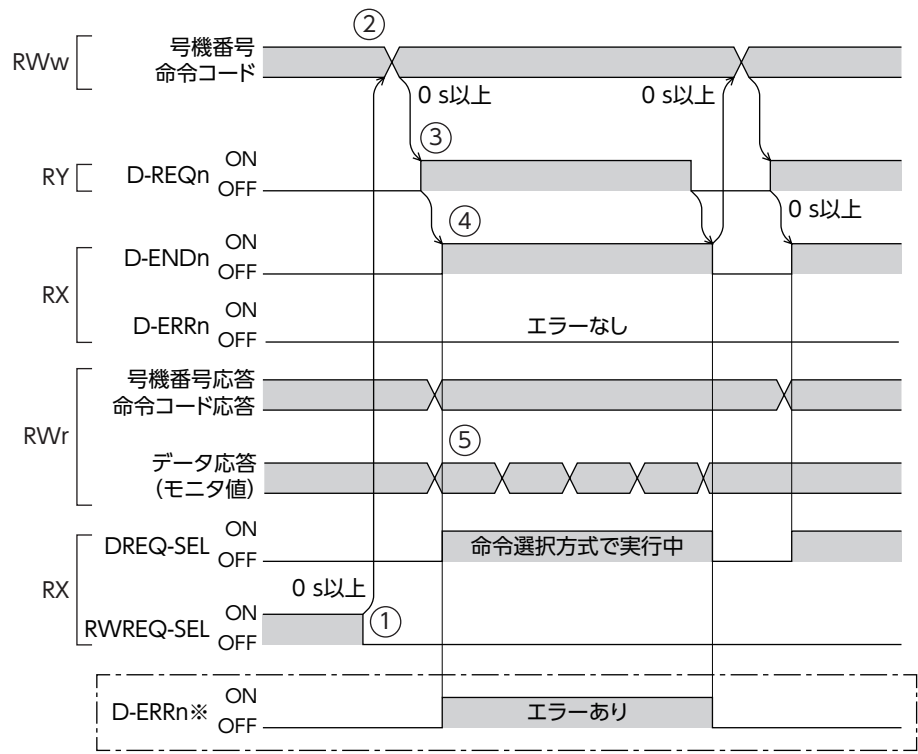 ②
RWw
号機番号
命令コード
0 s以上
0 s以上
③
RY
D-REQn
ON
OFF
0 s以上
④
RX
D-ENDn
ON
OFF
D-ERRn
ON
OFF
エラーなし
RWr
号機番号応答
命令コード応答
⑤
データ応答
(モニタ値)
RX
DREQ-SEL
ON
OFF
命令選択方式で実行中
0 s以上
①
RWREQ-SEL
ON
OFF
D-ERRn※
ON
OFF
エラーあり